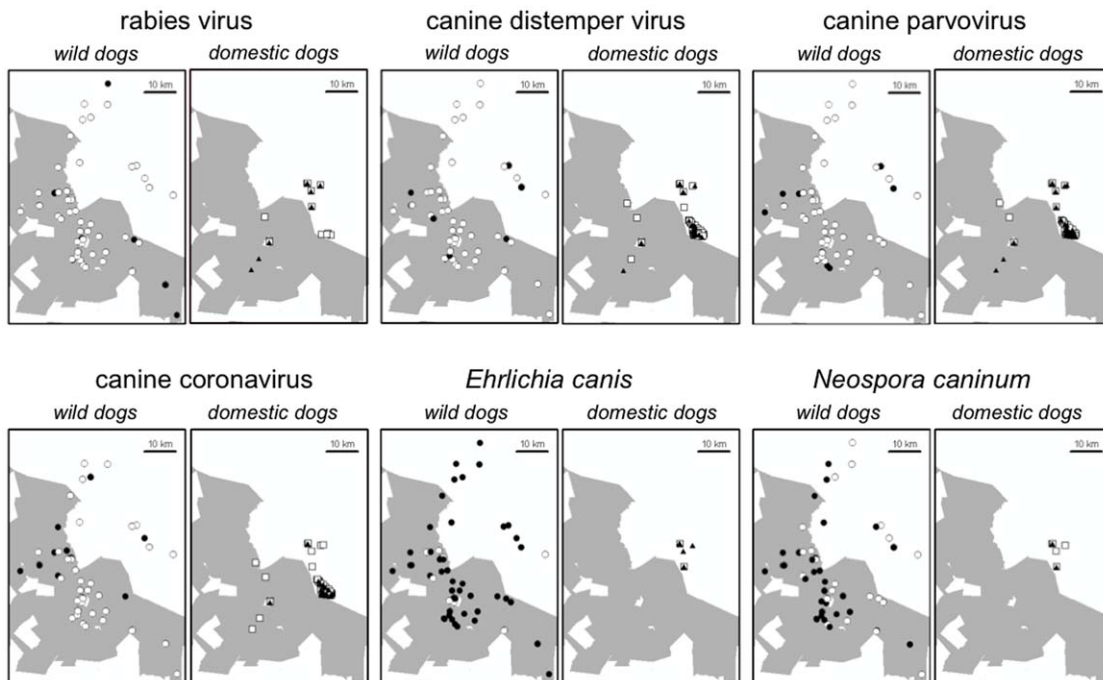 rabies virus
canine distemper virus
canine parvovirus
wild dogs
domestic dogs
wild dogs
domestic dogs
wild dogs
domestic dogs
10 km
10 km
10 km
10 km
10 km
10 km
canine coronavirus
Ehrlichia canis
Neospora caninum
wild dogs
domestic dogs
wild dogs
domestic dogs
wild dogs
domestic dogs
10 km
10 km
10 km
10 km
10 km
10 km